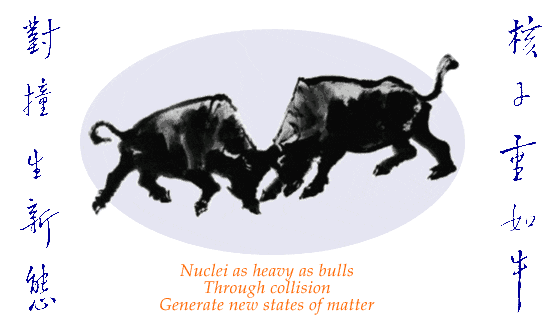 核子重如牛
對撞生新態
Nuclei as heavy as bulls
Through collision
Generate new states of matter